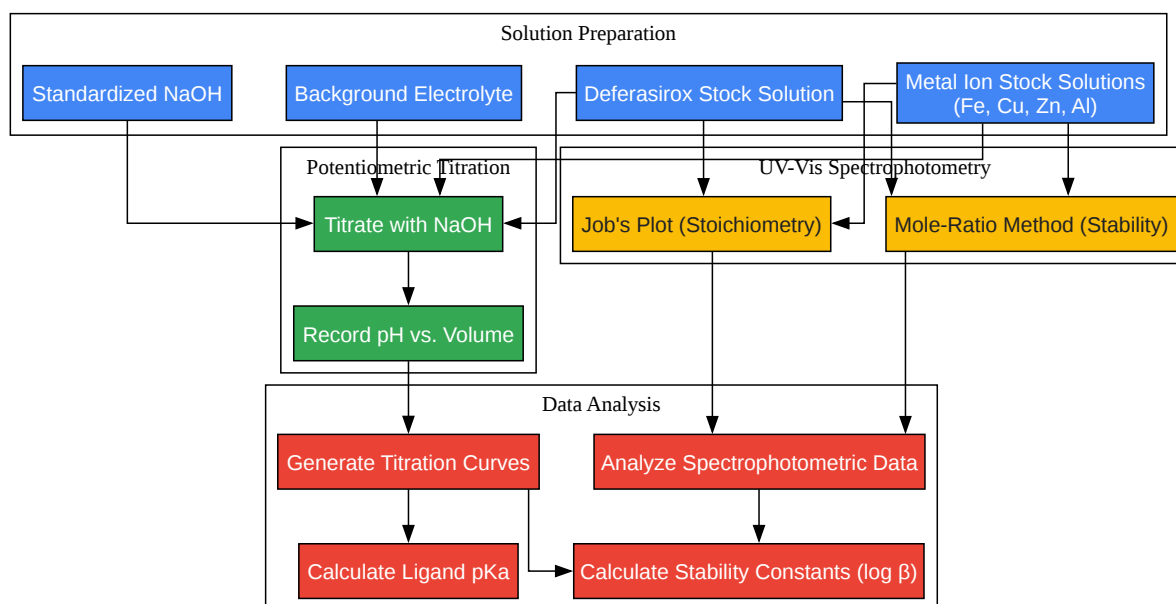 Solution Preparation
Standardized NaOH
Background Electrolyte
Deferasirox Stock Solution
Metal Ion Stock Solutions
(Fe, Cu, Zn, Al)
Potentiometric Titration
UV-Vis Spectrophotometry
Titrate with NaOH
Job's Plot (Stoichiometry)
Mole-Ratio Method (Stability)
Record pH vs. Volume
Data Analysis
Generate Titration Curves
Analyze Spectrophotometric Data
Calculate Ligand pKa
Calculate Stability Constants (log β)